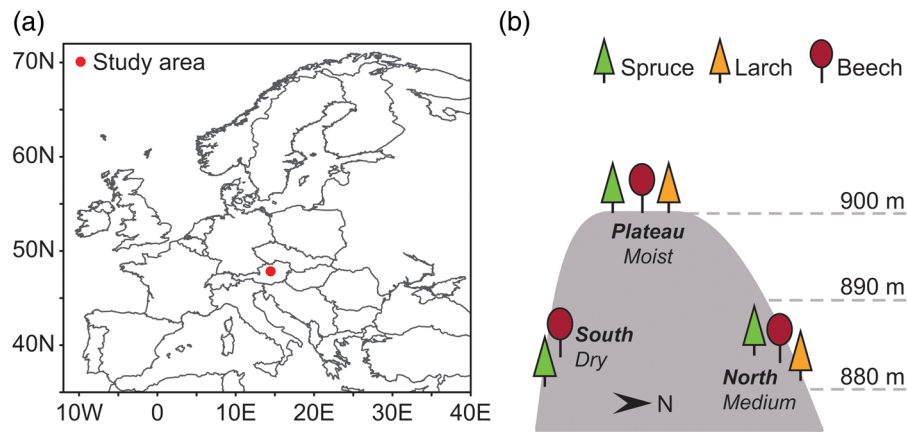 (a)
Study area
70N
60N
50N
40N
10W 0 10E 20E 30E 40E
(b)
Spruce Larch Beech
900 m
Plateau
Moist
890 m
South
Dry
North
Medium
880 m
N